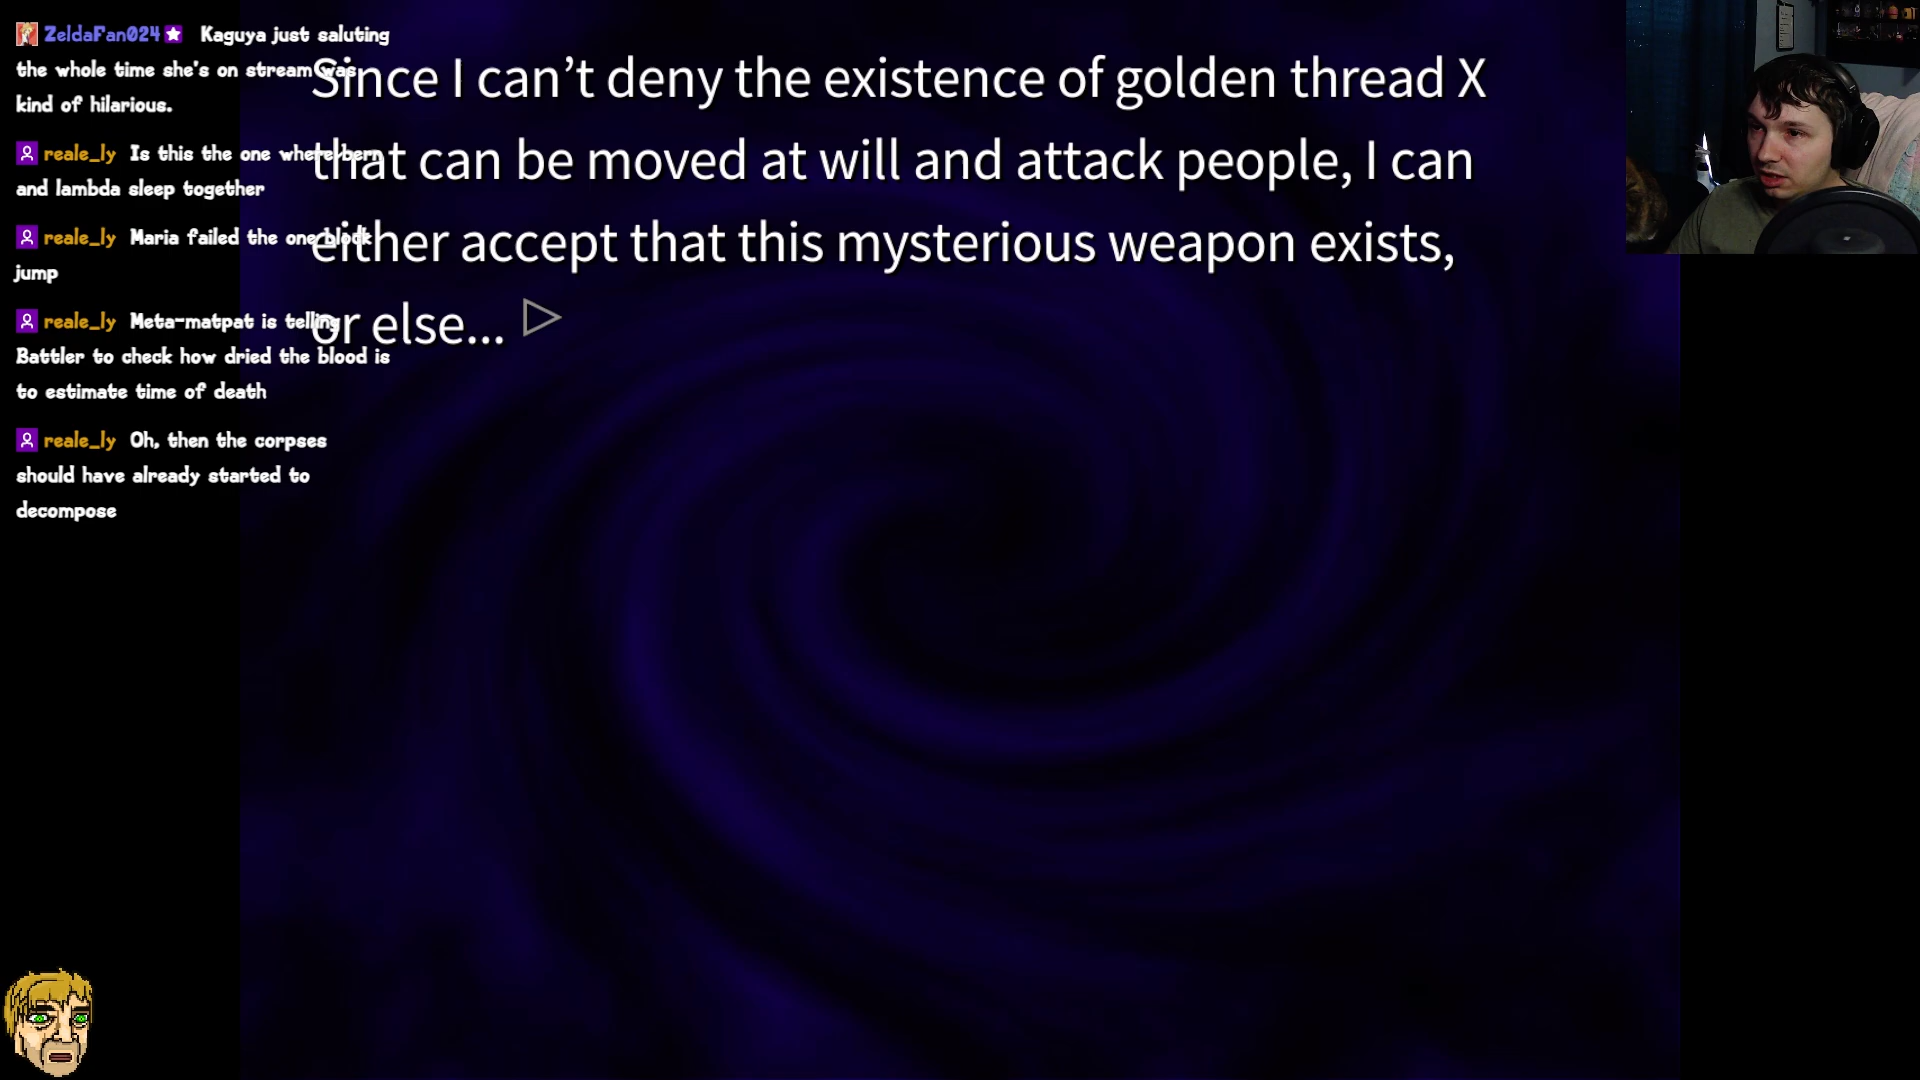 ZeldaFan024 Kaguya just saluting
the whole time she's on stream was
kind of hilarious.
reale_ly Is this the one where bern
and lambda sleep together
reale_ly Maria failed the one block
jump
reale_ly Meta-matpat is telling
Battler to check how dried the blood is
to estimate time of death
reale_ly Oh, then the corpses
should have already started to
decompose
Since I can’t deny the existence of golden thread X
that can be moved at will and attack people, I can
either accept that this mysterious weapon exists,
or else...